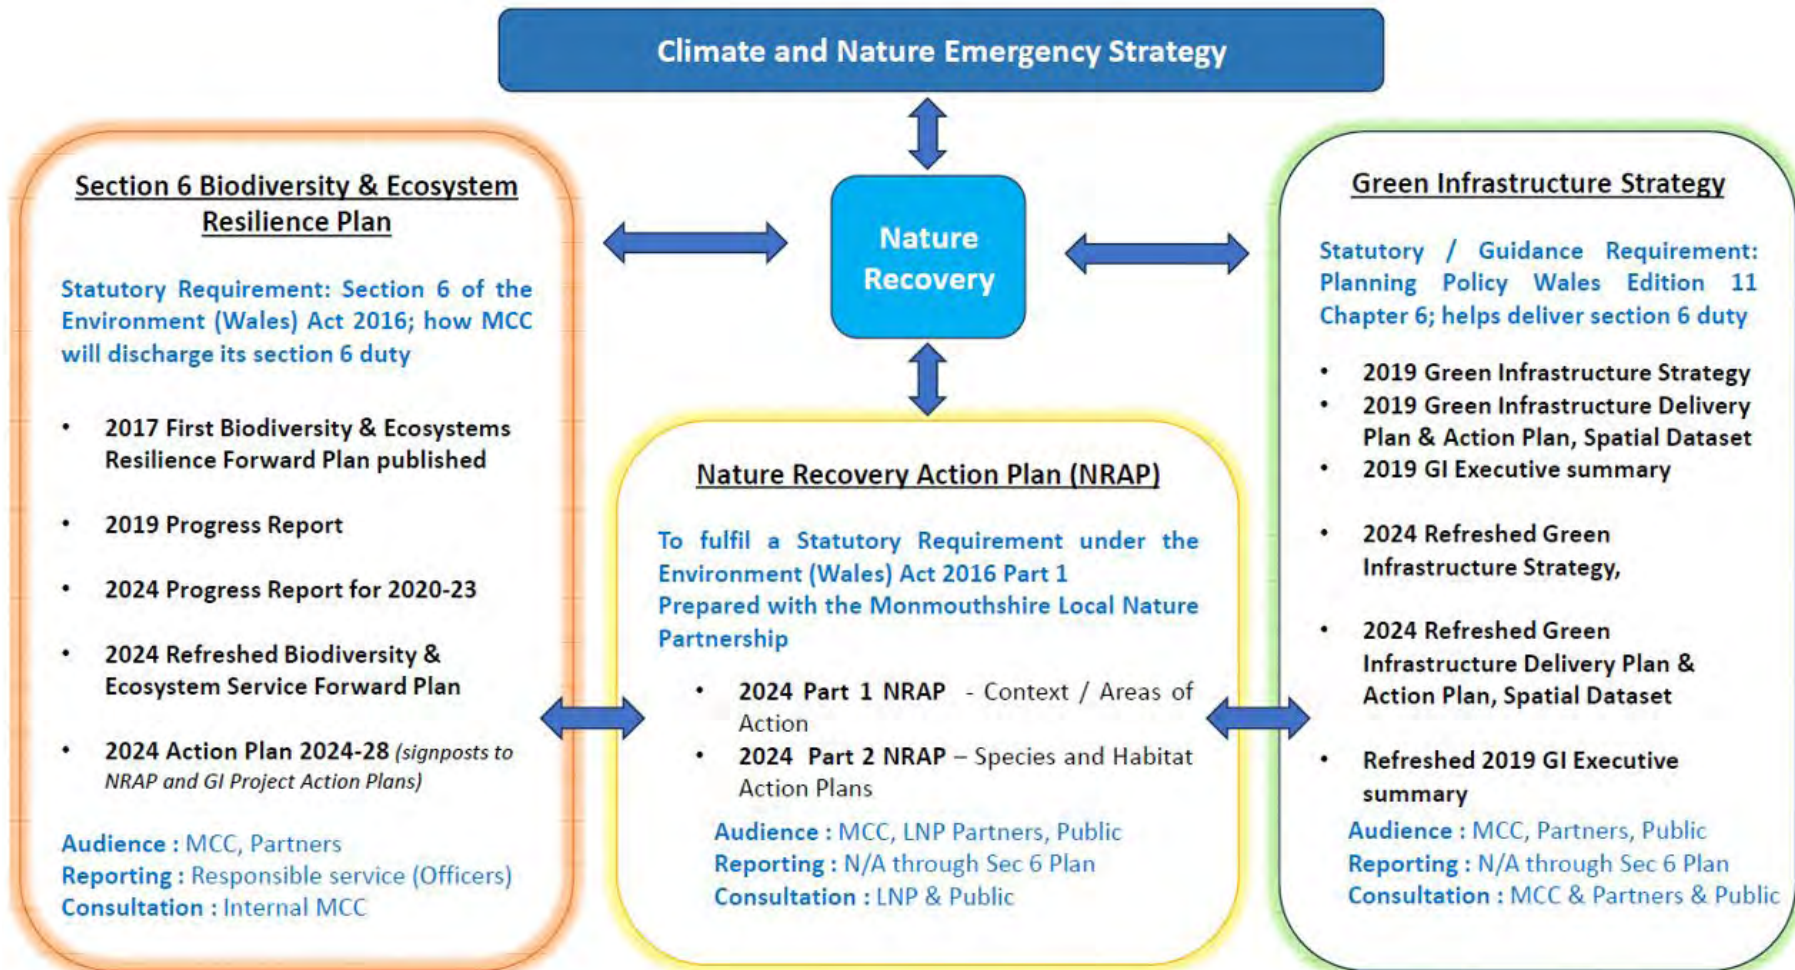 Climate and Nature Emergency Strategy
Section 6 Biodiversity & Ecosystem
Resilience Plan
Statutory Requirement: Section 6 of the
Environment (Wales) Act 2016; how MCC
will discharge its section 6 duty
• 2017 First Biodiversity & Ecosystems
Resilience Forward Plan published
• 2019 Progress Report
• 2024 Progress Report for 2020-23
• 2024 Refreshed Biodiversity &
Ecosystem Service Forward Plan
• 2024 Action Plan 2024-28 (signposts to
NRAP and GI Project Action Plans)
Audience : MCC, Partners
Reporting : Responsible service (Officers)
Consultation : Internal MCC
Nature
Recovery
Nature Recovery Action Plan (NRAP)
To fulfil a Statutory Requirement under the
Environment (Wales) Act 2016 Part 1
Prepared with the Monmouthshire Local Nature
Partnership
• 2024 Part 1 NRAP - Context / Areas of
Action
• 2024 Part 2 NRAP – Species and Habitat
Action Plans
Audience : MCC, LNP Partners, Public
Reporting : N/A through Sec 6 Plan
Consultation : LNP & Public
Green Infrastructure Strategy
Statutory / Guidance Requirement:
Planning Policy Wales Edition 11
Chapter 6; helps deliver section 6 duty
• 2019 Green Infrastructure Strategy
• 2019 Green Infrastructure Delivery
Plan & Action Plan, Spatial Dataset
• 2019 GI Executive summary
• 2024 Refreshed Green
Infrastructure Strategy,
• 2024 Refreshed Green
Infrastructure Delivery Plan &
Action Plan, Spatial Dataset
• Refreshed 2019 GI Executive
summary
Audience : MCC, Partners, Public
Reporting : N/A through Sec 6 Plan
Consultation : MCC & Partners & Public